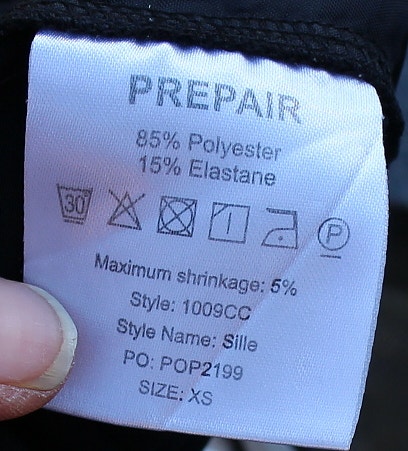 PREPAIR
85% Polyester
15% Elastane
30 P
Maximum shrinkage: 5%
Style: 1009CC
Style Name: Sille
PO: POP2199
SIZE: XS